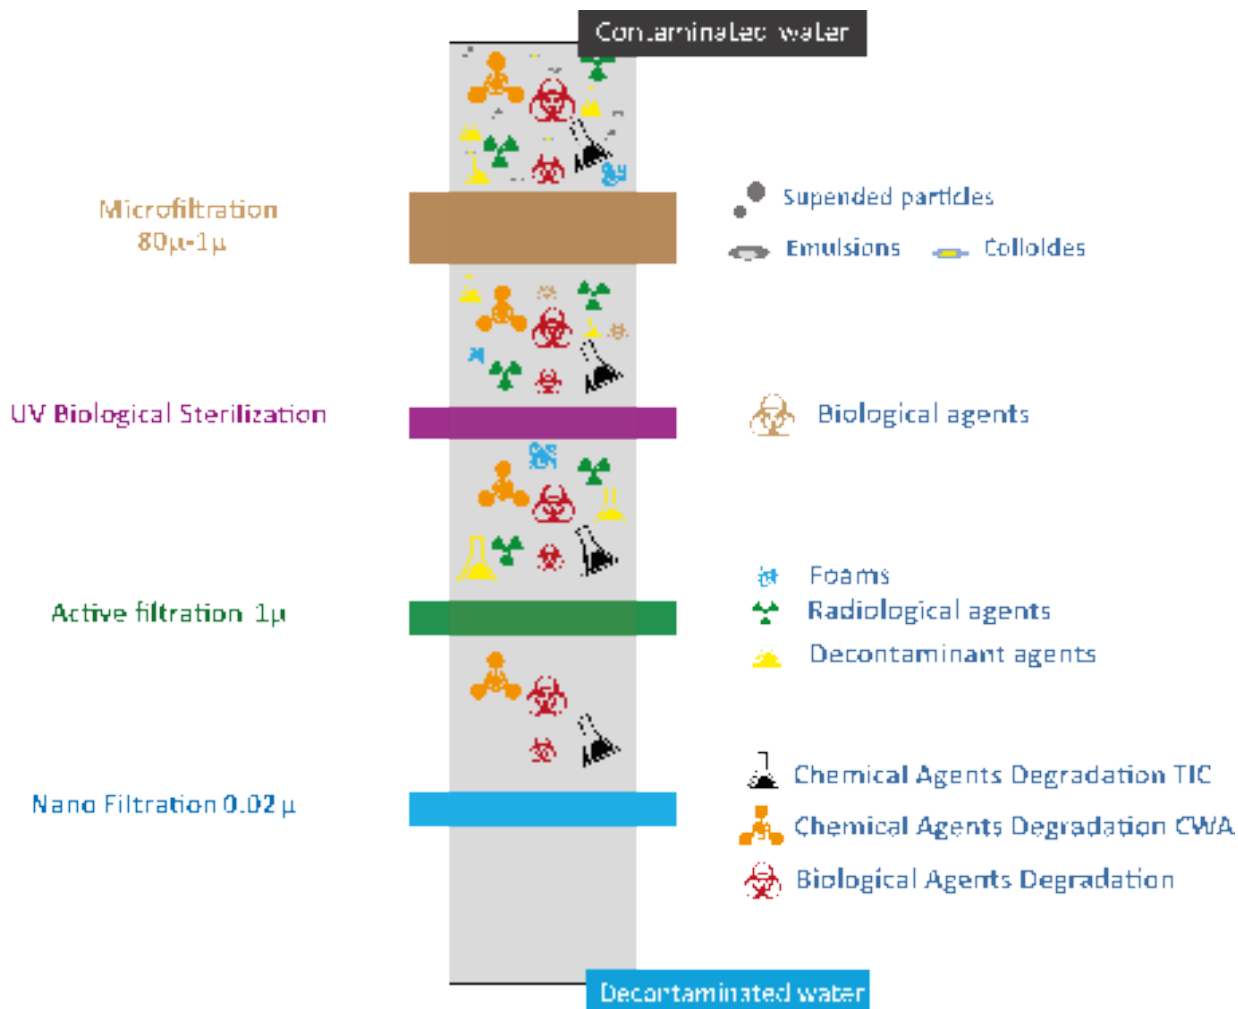 Contaminated water
Microfiltration
80µ-1µ
Supended particles
Emulsions
Colloides
UV Biological Sterilization
Biological agents
Foams
Active filtration 1µ
Radiological agents
Decontaminant agents
Chemical Agents Degradation TIC
Nano Filtration 0.02 µ
Chemical Agents Degradation CWA
Biological Agents Degradation
Decontaminated water